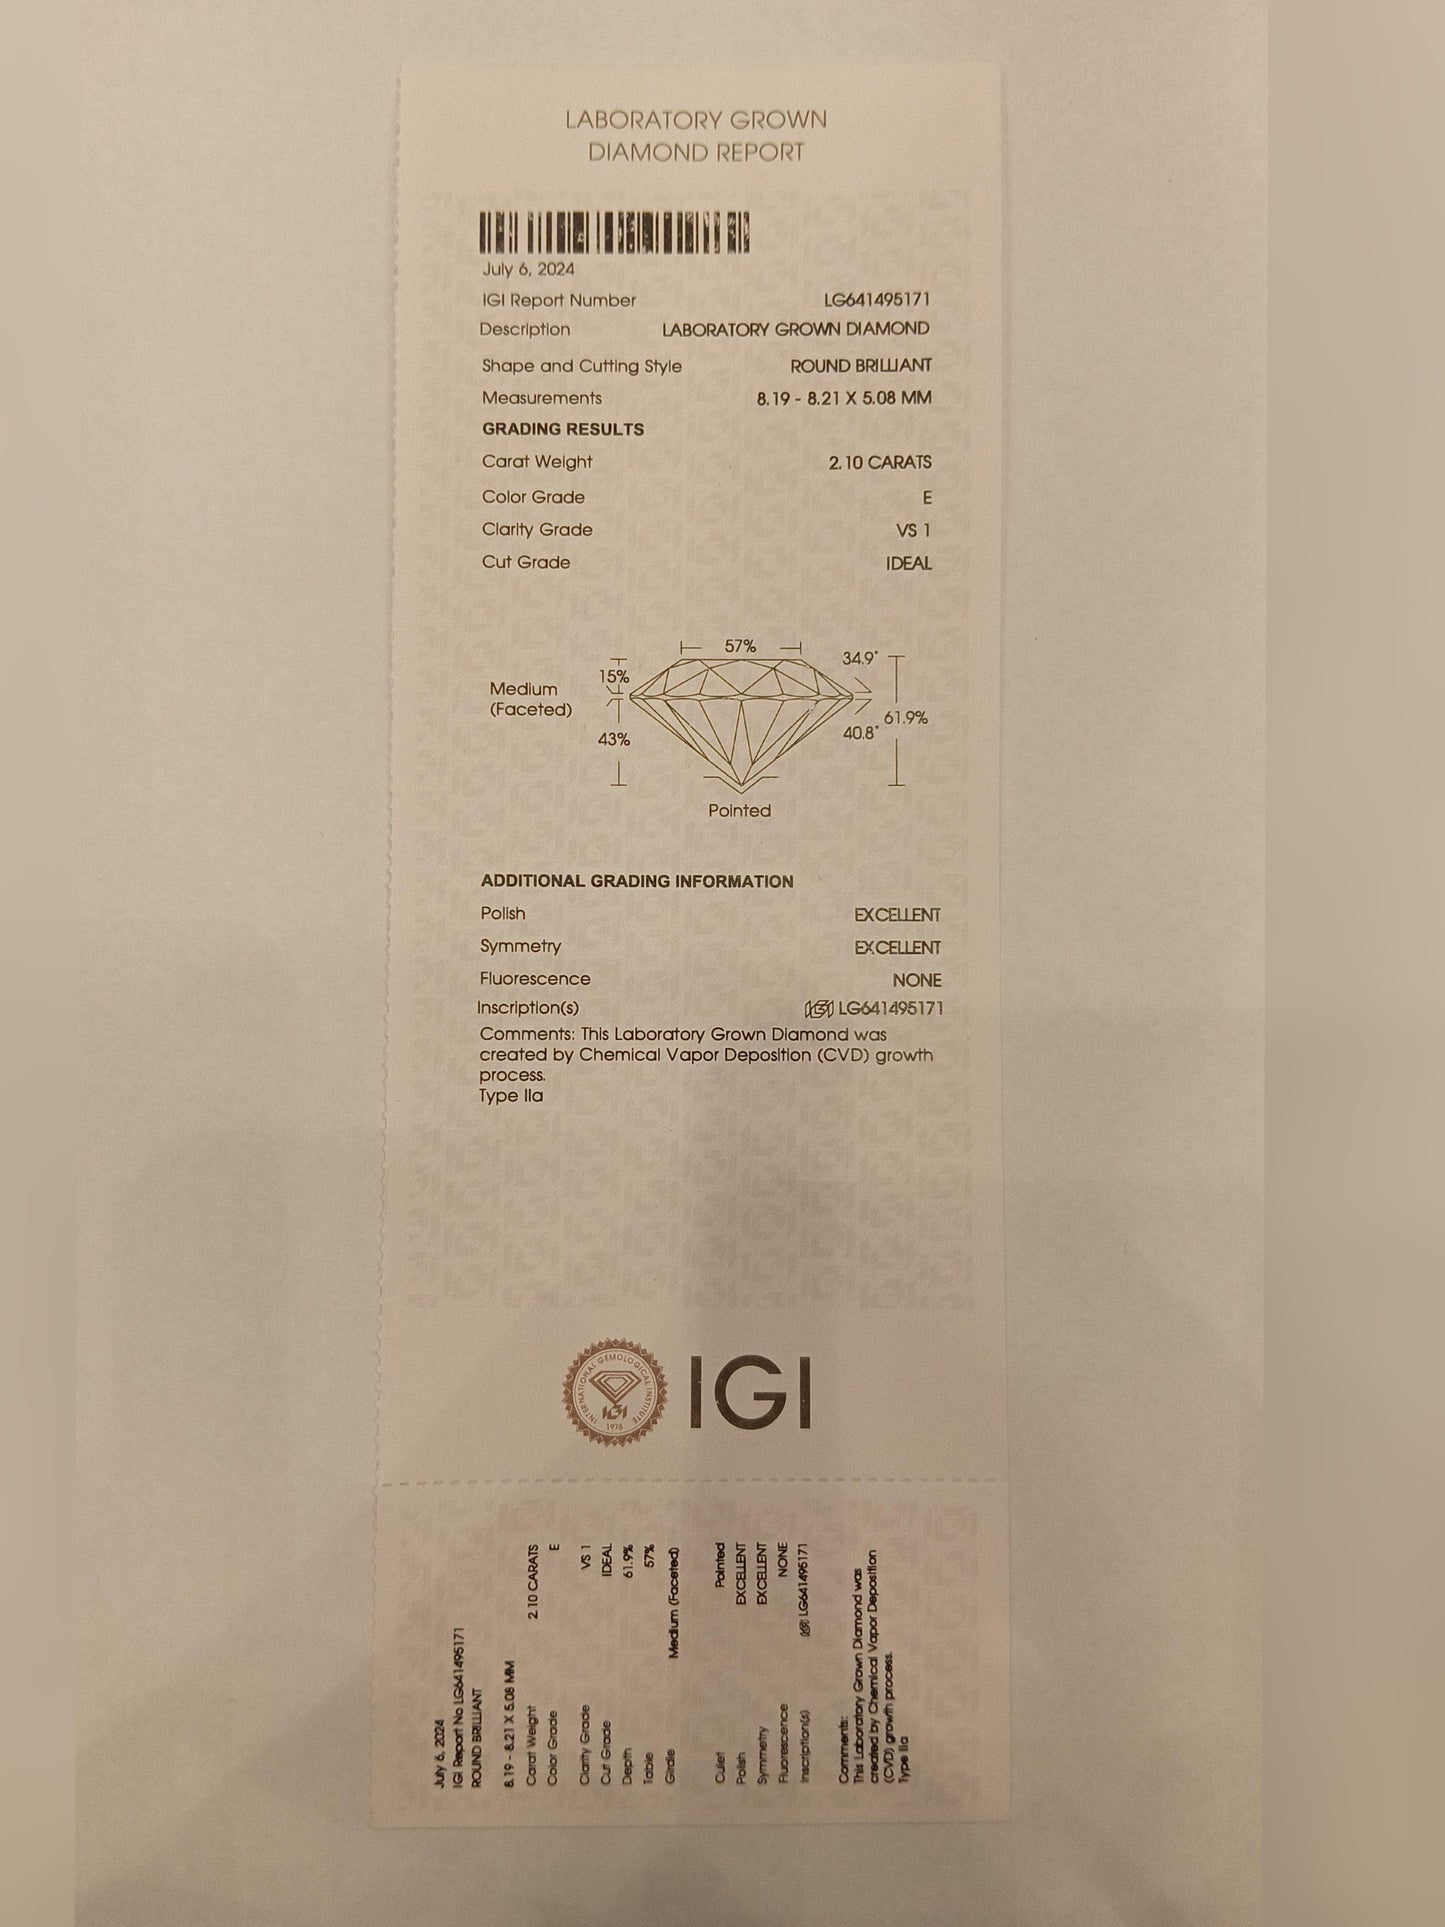 LABORATORY GROWN
DIAMOND REPORT
July 6, 2024
IGI Report Number LG641495171
Description LABORATORY GROWN DIAMOND
Shape and Cutting Style ROUND BRILLIANT
Measurements 8.19 - 8.21 X 5.08 MM
GRADING RESULTS
Carat Weight 2.10 CARATS
Color Grade E
Clarity Grade VS 1
Cut Grade IDEAL
57%
34.9°
15%
Medium
(Faceted)
61.9%
40.8°
43%
Pointed
ADDITIONAL GRADING INFORMATION
Polish EXCELLENT
Symmetry EXCELLENT
Fluorescence NONE
Inscription(s) IGI LG641495171
Comments: This Laboratory Grown Diamond was
created by Chemical Vapor Deposition (CVD) growth
process.
Type IIa
INTERNATIONAL GEMOLOGICAL INSTITUTE
IGI
1975
IGI
July 6, 2024
IGI Report No LG641495171
ROUND BRILLIANT
8.19 - 8.21 X 5.08 MM
Carat Weight 2.10 CARATS
Color Grade E
Clarity Grade VS 1
Cut Grade IDEAL
Depth 61.9%
Table 57%
Girdle Medium (Faceted)
Culet Pointed
Polish EXCELLENT
Symmetry EXCELLENT
Fluorescence NONE
Inscription(s) IGI LG641495171
Comments:
This Laboratory Grown Diamond was
created by Chemical Vapor Deposition
(CVD) growth process.
Type IIa